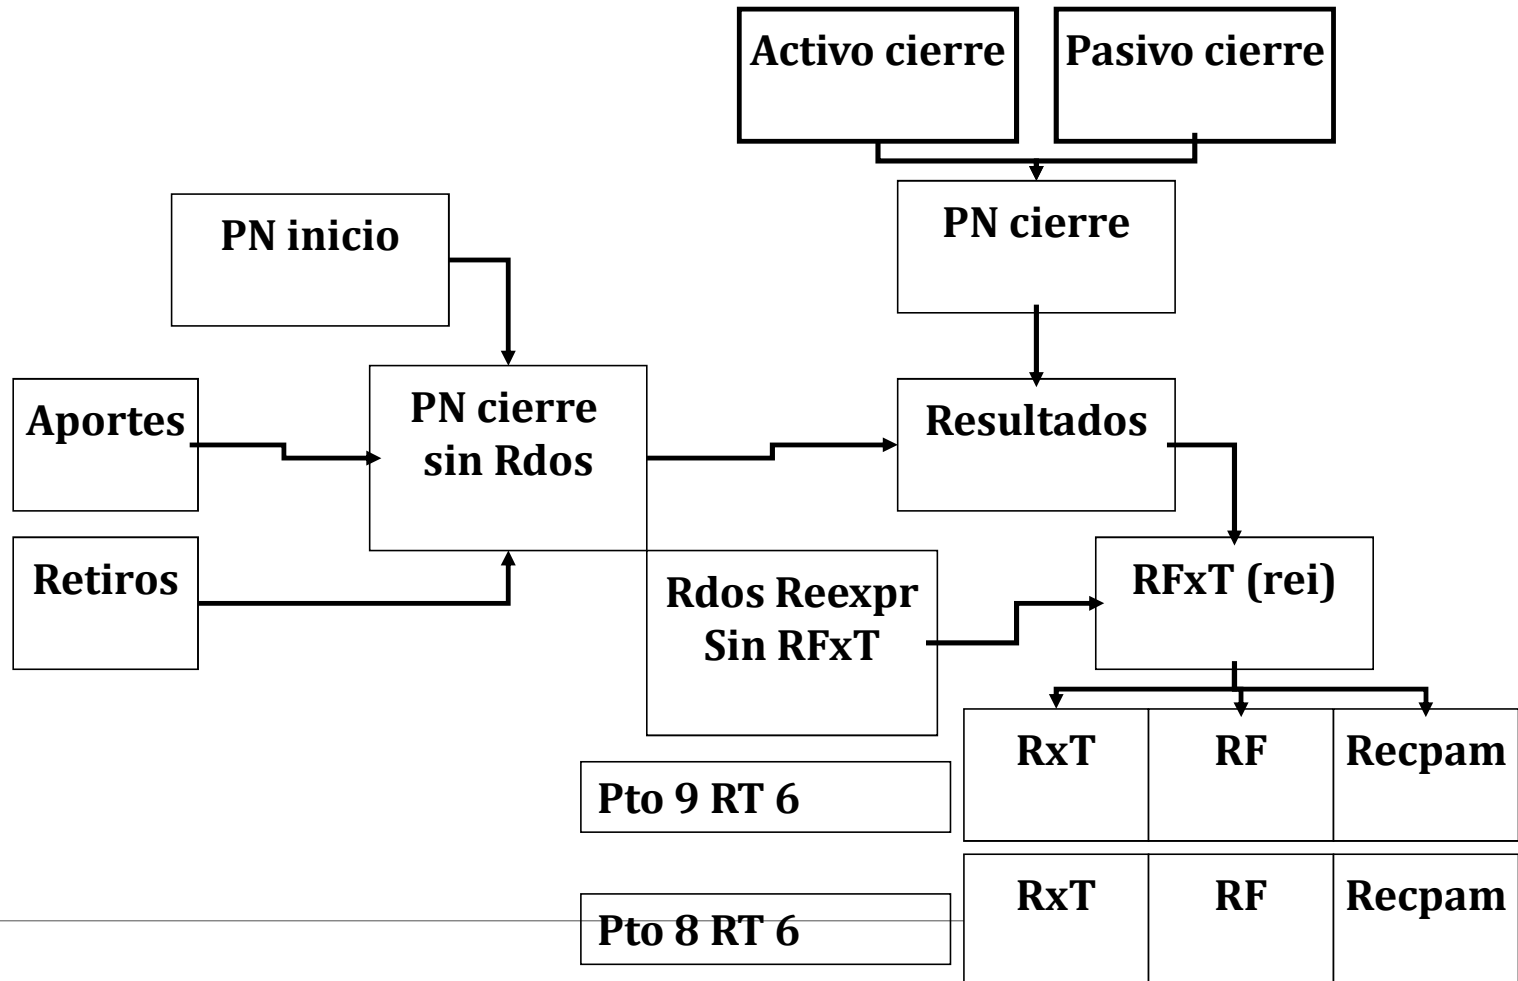 Activo cierre
Pasivo cierre
PN inicio
PN cierre
Aportes
PN cierre
sin Rdos
Resultados
Retiros
Rdos Reexpr
Sin RFxT
RFxT (rei)
RxT
RF
Recpam
Pto 9 RT 6
RxT
RF
Recpam
Pto 8 RT 6